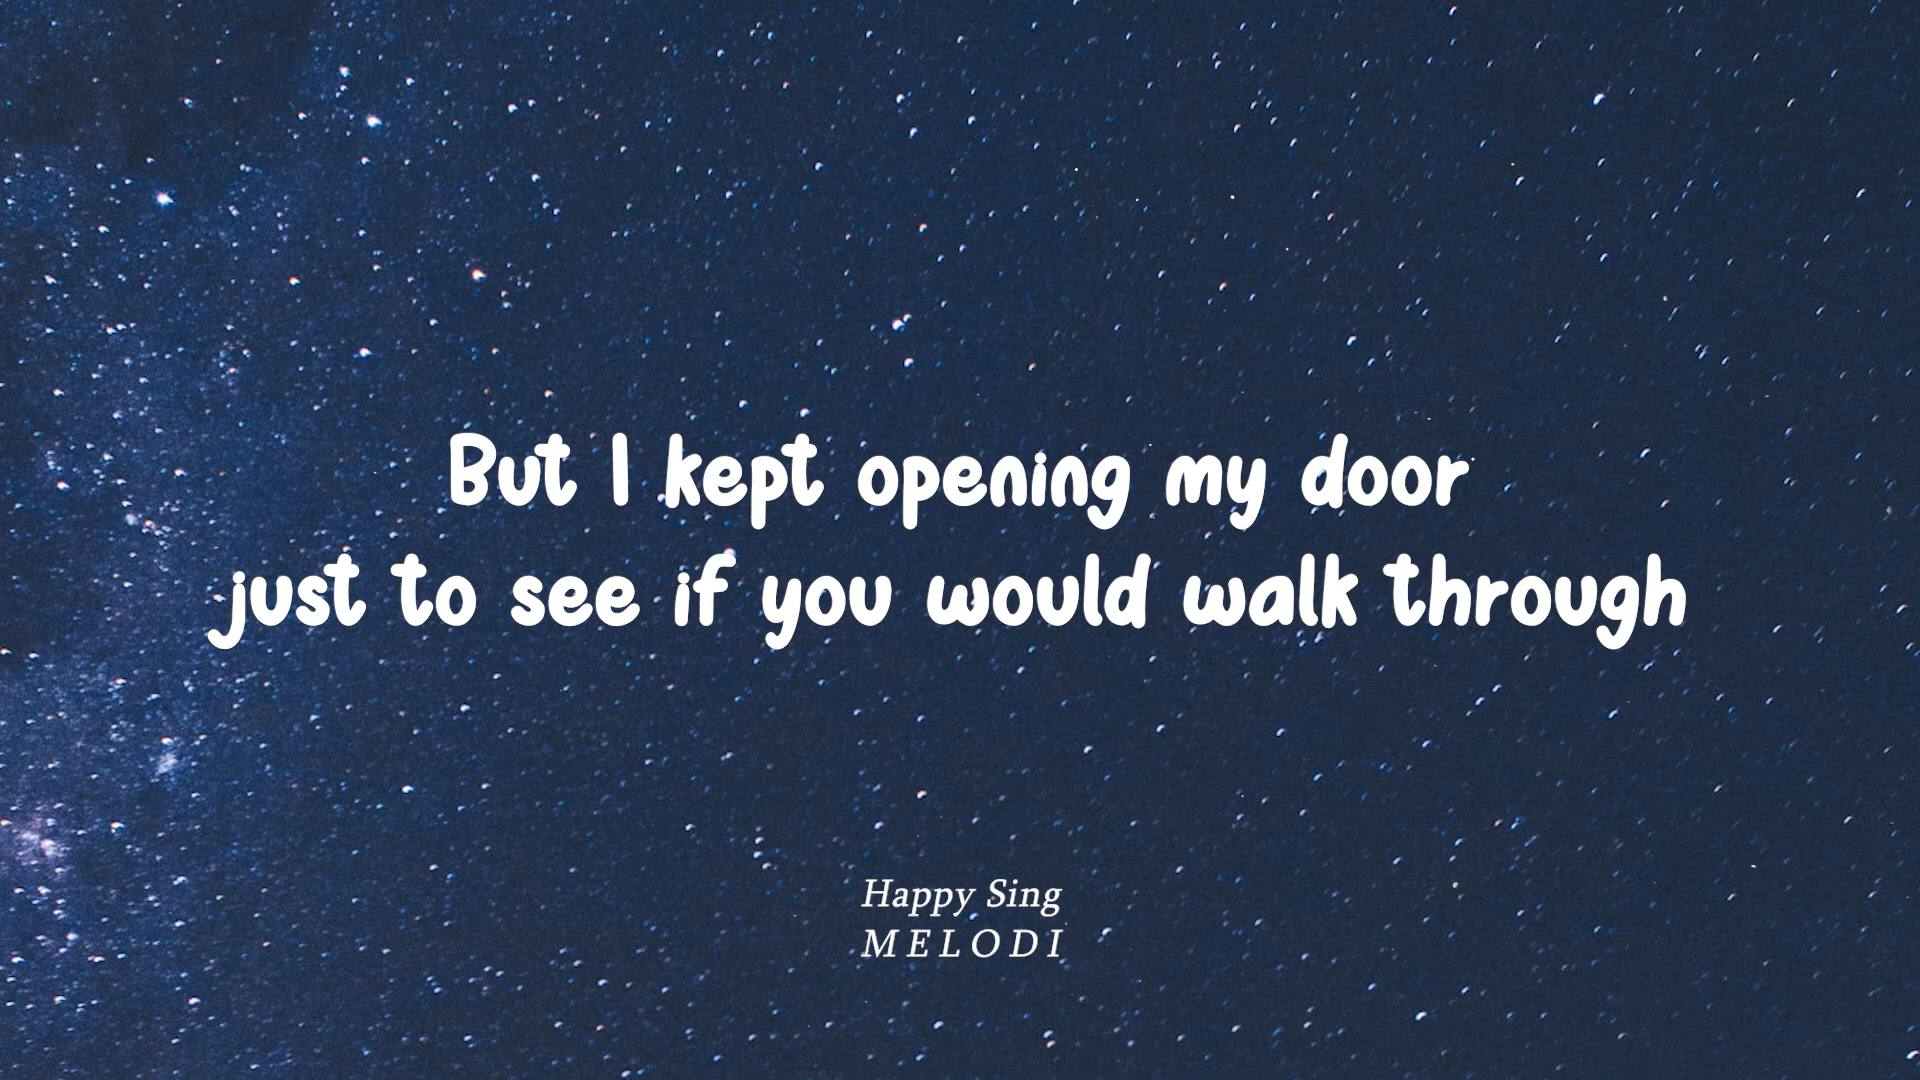 But I kept opening my door
just to see if you would walk through
Happy Sing
MELODI